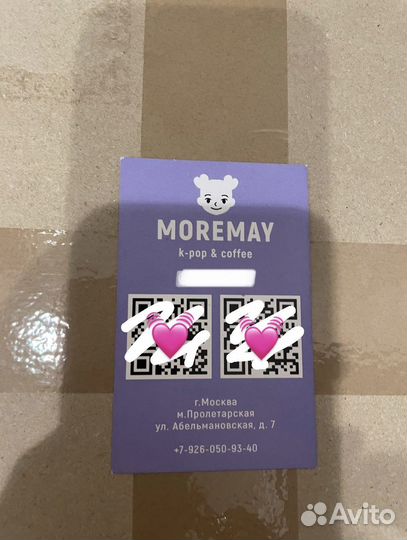 MOREMAY
k-pop & coffee
г.Москва
м.Пролетарская
ул. Абельмановская, д. 7
+7-926-050-93-40
Avito